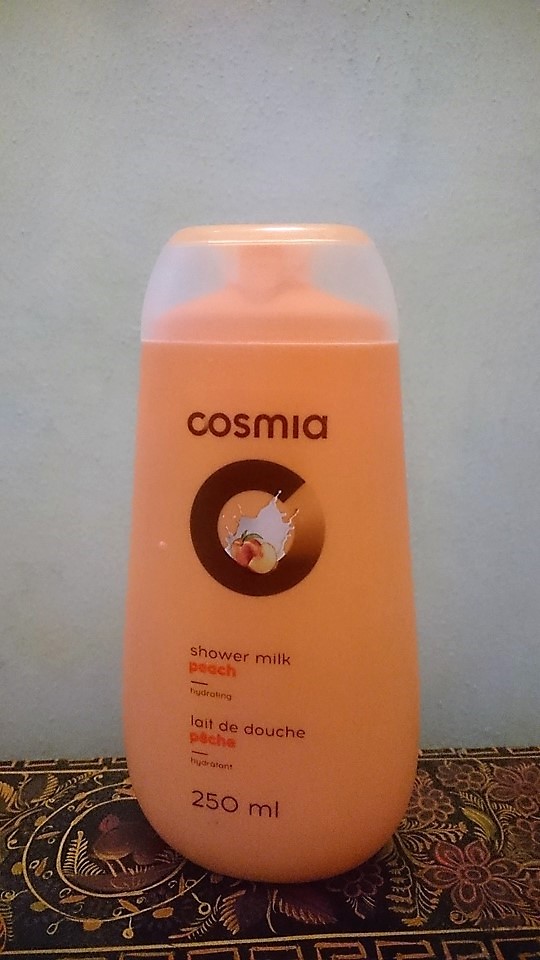 cosmia
shower milk
peach
hydrating
lait de douche
pêche
hydratant
250 ml